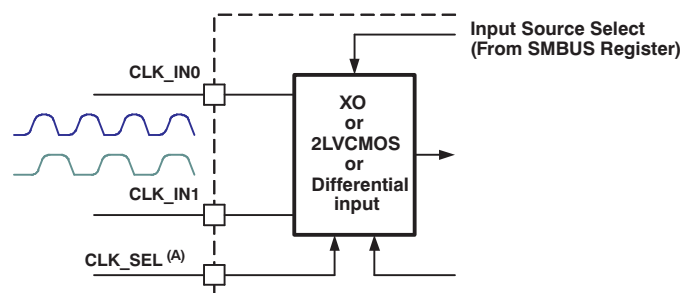 Input Source Select
(From SMBUS Register)
CLK_IN0
XO
or
2LVCMOS
or
Differential
input
CLK_IN1
CLK_SEL (A)